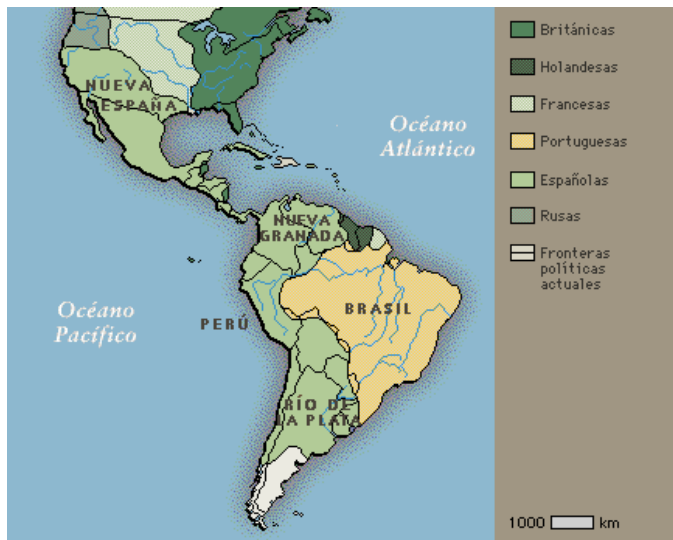 NUEVA
ESPAÑA
Océano
Atlántico
NUEVA
GRANADA
Océano
Pacífico
PERÚ
BRASIL
RÍO DE
LA PLATA
Británicas
Holandesas
Francesas
Portuguesas
Españolas
Rusas
Fronteras
políticas
actuales
1000 km